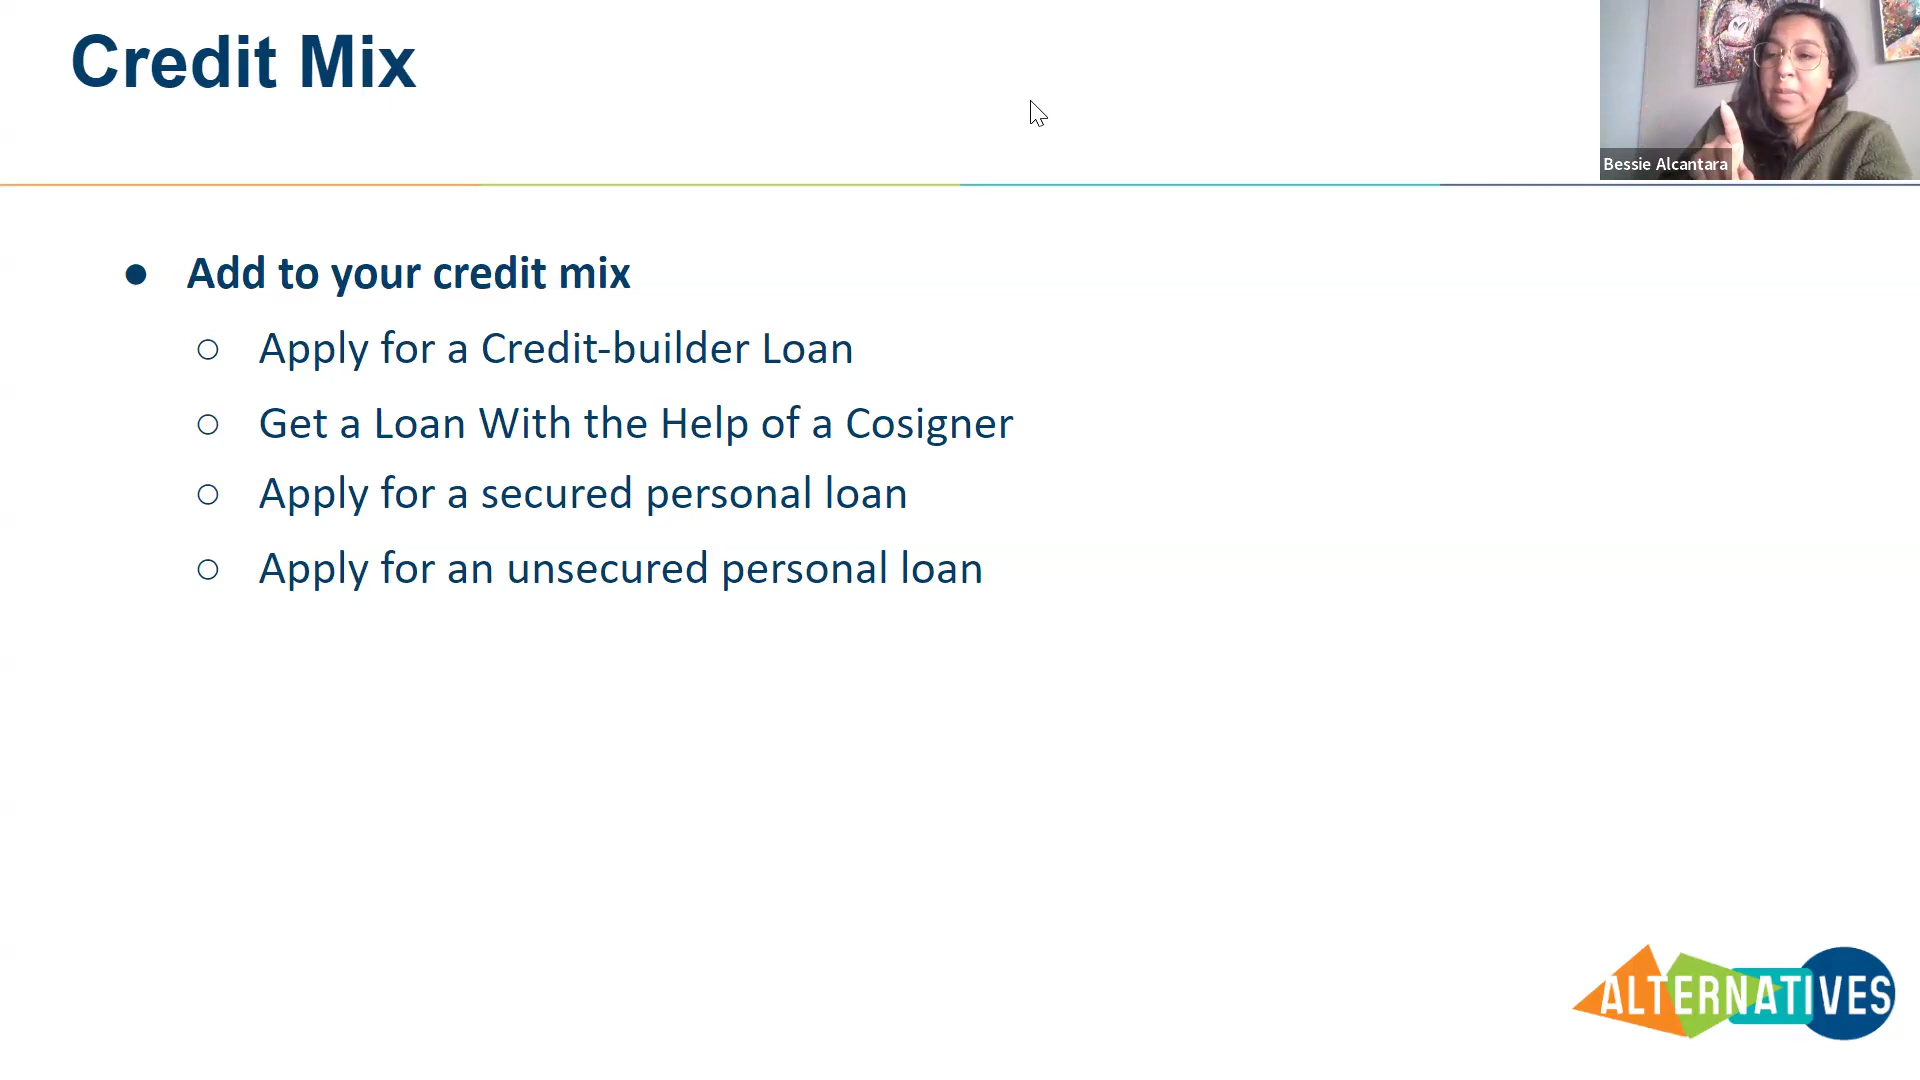 Credit Mix
Bessie Alcantara
● Add to your credit mix
○ Apply for a Credit-builder Loan
○ Get a Loan With the Help of a Cosigner
○ Apply for a secured personal loan
○ Apply for an unsecured personal loan
ALTERNATIVES